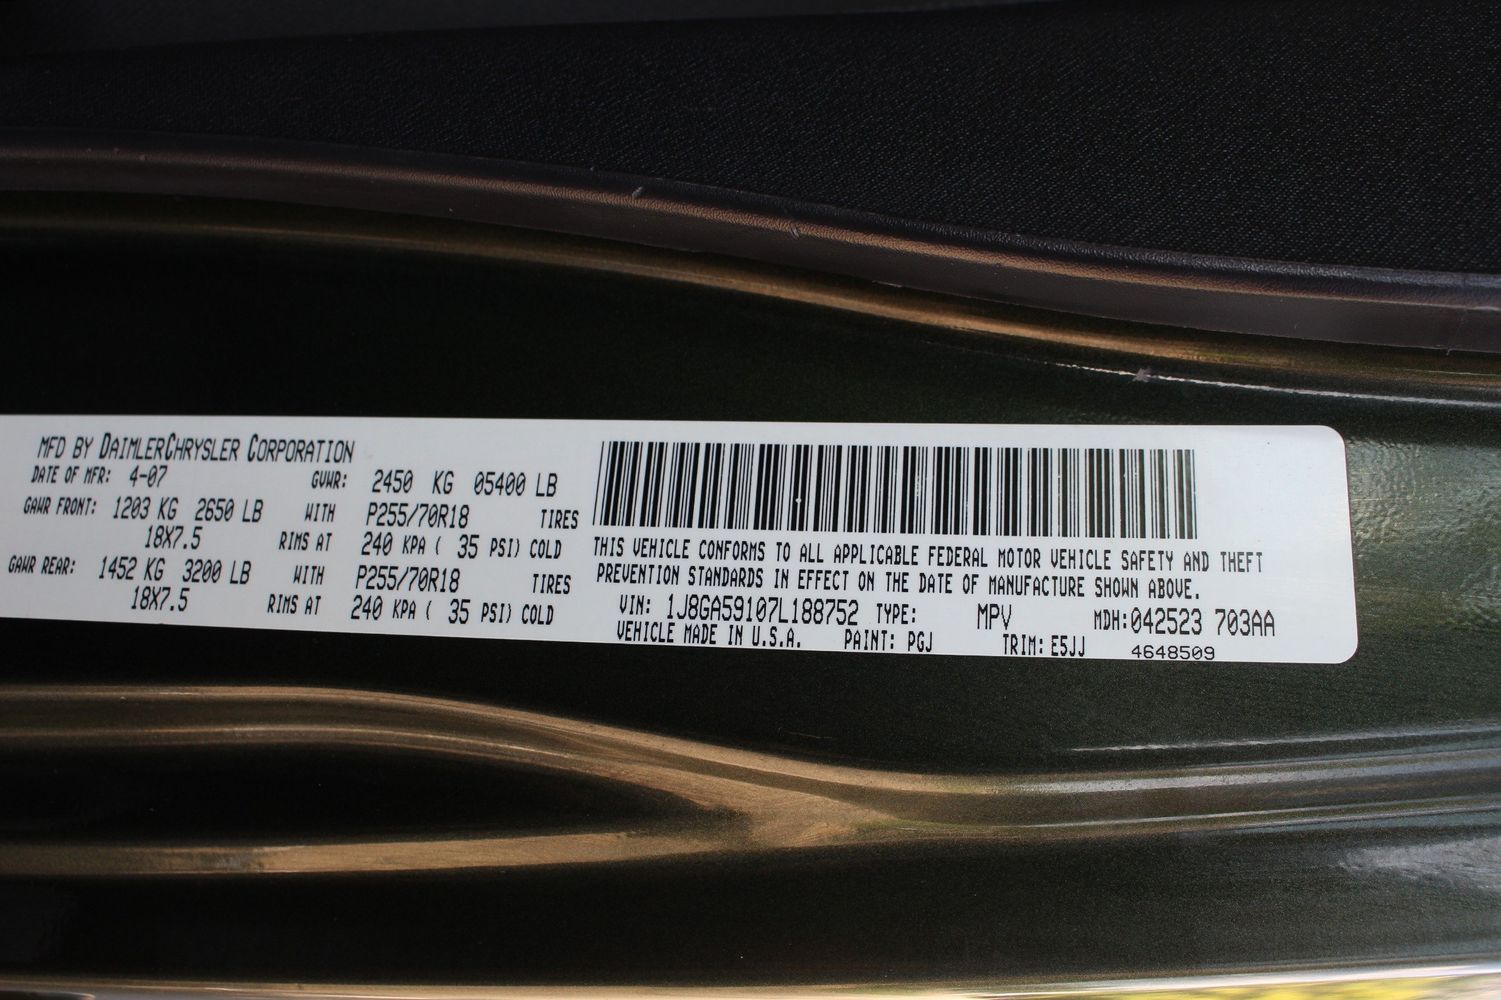 MFD BY DAIMLERCHRYSLER CORPORATION
DATE OF MFR: 4-07 GVWR: 2450 KG 05400 LB
GAWR FRONT: 1203 KG 2650 LB WITH P255/70R18 TIRES
18X7.5 RIMS AT 240 KPA ( 35 PSI) COLD
GAWR REAR: 1452 KG 3200 LB WITH P255/70R18 TIRES
18X7.5 RIMS AT 240 KPA ( 35 PSI) COLD
THIS VEHICLE CONFORMS TO ALL APPLICABLE FEDERAL MOTOR VEHICLE SAFETY AND THEFT
PREVENTION STANDARDS IN EFFECT ON THE DATE OF MANUFACTURE SHOWN ABOVE.
VIN: 1J8GA59107L188752 TYPE: MPV MDH:042523 703AA
VEHICLE MADE IN U.S.A. PAINT: PGJ TRIM: E5JJ 4648509